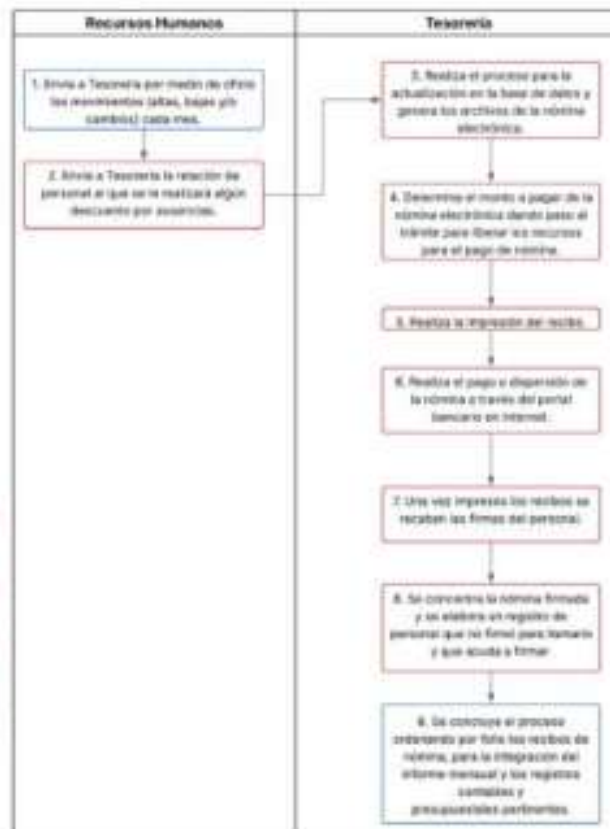 Recursos Humanos
Tesorería
1. Envía a Tesorería por medio de oficio
los movimientos (altas, bajas y/o
cambios) cada mes.
2. Envía a Tesorería la relación de
personal al que se le realizará algún
descuento por ausencias.
3. Realiza el proceso para la
actualización en la base de datos y
genera los archivos de la nómina
electrónica.
4. Determina el monto a pagar de la
nómina electrónica dando paso al
trámite para liberar los recursos
para el pago de nómina.
5. Realiza la impresión del recibo.
6. Realiza el pago o dispersión de
la nómina a través del portal
bancario en internet.
7. Una vez impresos los recibos se
recaban las firmas del personal.
8. Se concentra la nómina firmada
y se elabora un registro de
personal que no firmó para llamarlo
y que acuda a firmar
9. Se concluye el proceso
ordenando por folio los recibos de
nómina, para la integración del
informe mensual y los registros
contables y
presupuestales pertinentes.